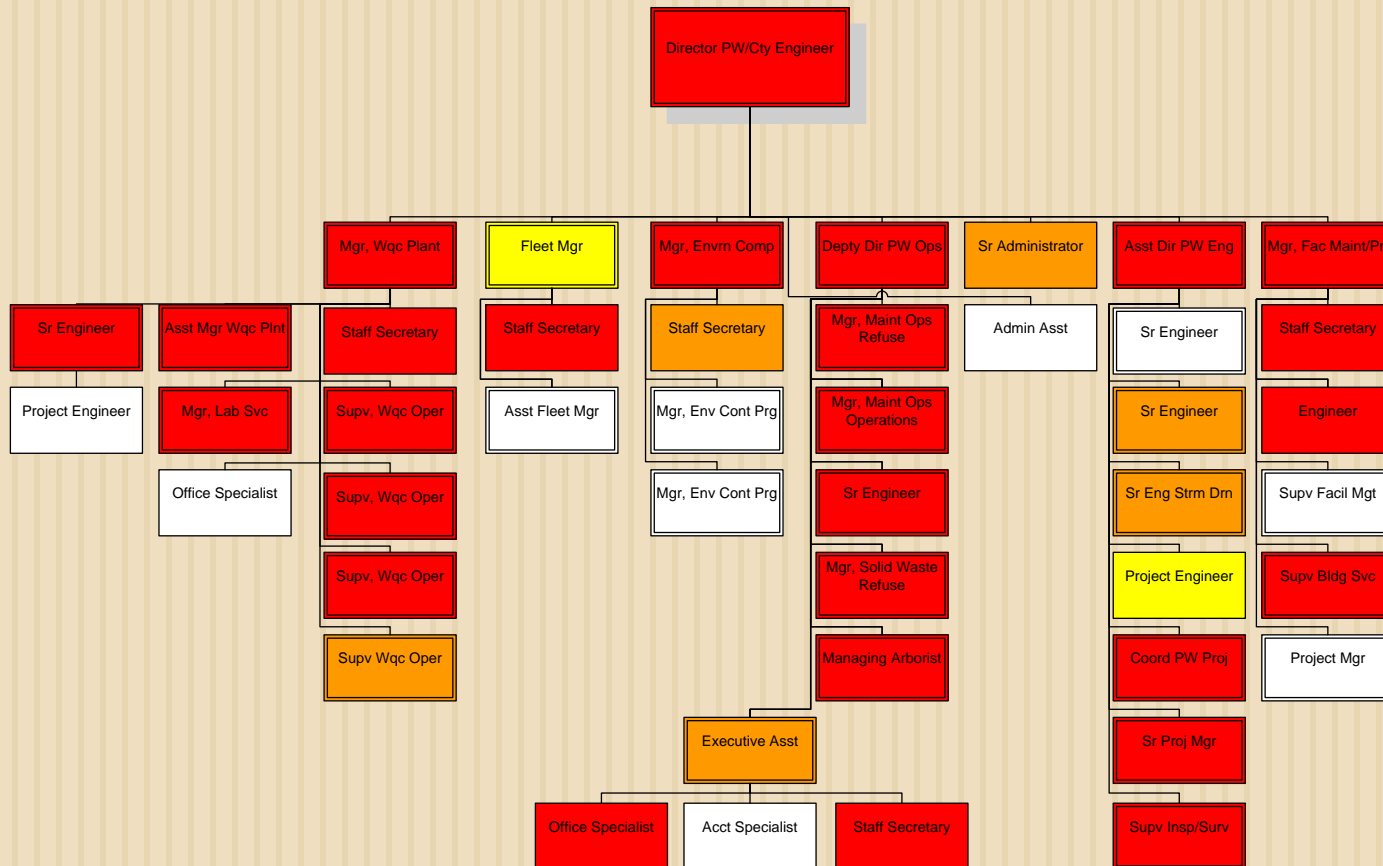 Director PW/Cty Engineer
Mgr, Wqc Plant
Fleet Mgr
Mgr, Envrn Comp
Depty Dir PW Ops
Sr Administrator
Asst Dir PW Eng
Mgr, Fac Maint/Pr
Sr Engineer
Asst Mgr Wqc Plnt
Staff Secretary
Staff Secretary
Staff Secretary
Mgr, Maint Ops
Refuse
Admin Asst
Sr Engineer
Staff Secretary
Project Engineer
Mgr, Lab Svc
Supv, Wqc Oper
Asst Fleet Mgr
Mgr, Env Cont Prg
Mgr, Maint Ops
Operations
Sr Engineer
Engineer
Office Specialist
Supv, Wqc Oper
Mgr, Env Cont Prg
Sr Engineer
Sr Eng Strm Drn
Supv Facil Mgt
Supv, Wqc Oper
Mgr, Solid Waste
Refuse
Project Engineer
Supv Bldg Svc
Supv Wqc Oper
Managing Arborist
Coord PW Proj
Project Mgr
Executive Asst
Sr Proj Mgr
Office Specialist
Acct Specialist
Staff Secretary
Supv Insp/Surv